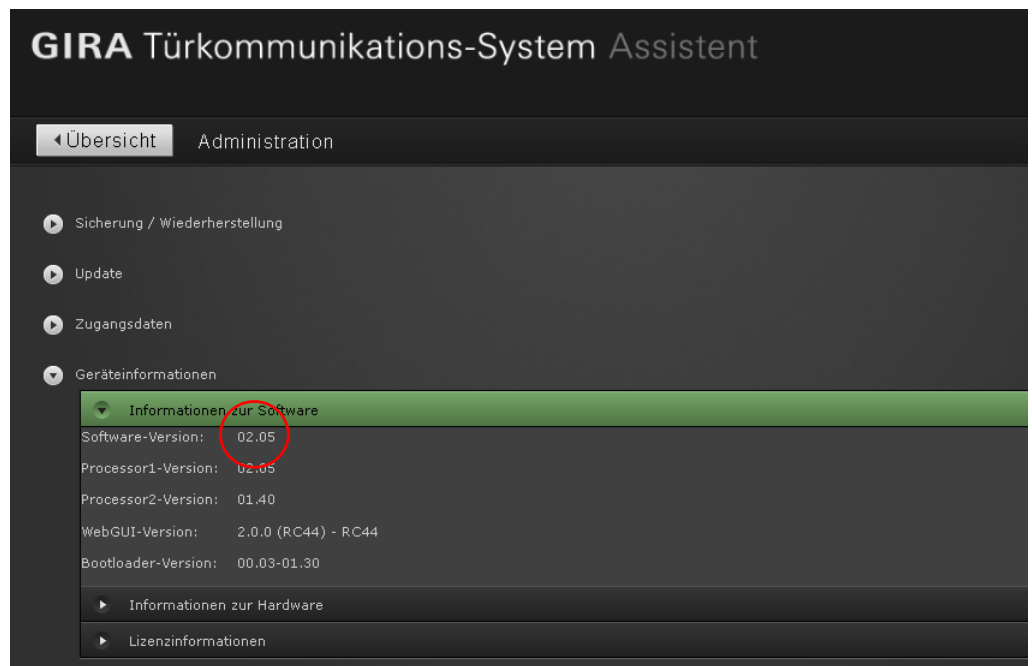 GIRA Türkommunikations-System Assistent
Übersicht Administration
Sicherung / Wiederherstellung
Update
Zugangsdaten
Geräteinformationen
Informationen zur Software
Software-Version: 02.05
Processor1-Version: 02.05
Processor2-Version: 01.40
WebGUI-Version: 2.0.0 (RC44) - RC44
Bootloader-Version: 00.03-01.30
Informationen zur Hardware
Lizenzinformationen